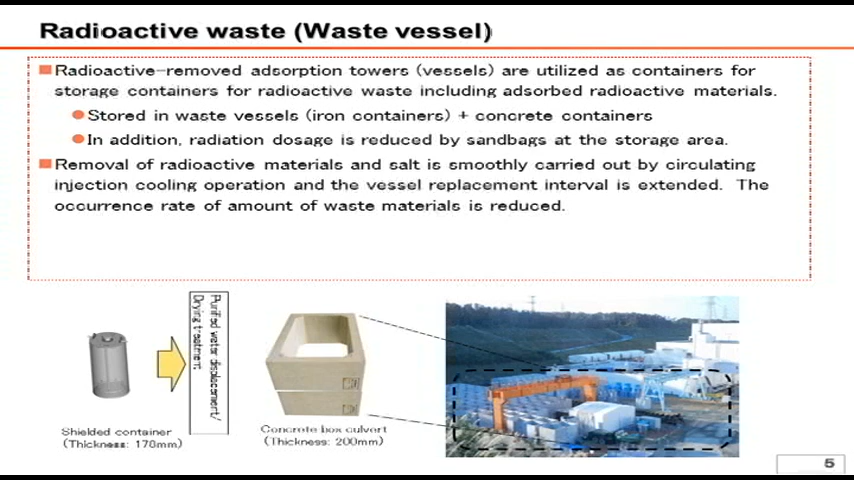 Radioactive waste (Waste vessel)
Radioactive-removed adsorption towers (vessels) are utilized as containers for
storage containers for radioactive waste including adsorbed radioactive materials.
Stored in waste vessels (iron containers) + concrete containers
In addition, radiation dosage is reduced by sandbags at the storage area.
Removal of radioactive materials and salt is smoothly carried out by circulating
injection cooling operation and the vessel replacement interval is extended. The
occurrence rate of amount of waste materials is reduced.
Purified water displacement/
Drying treatment
Shielded container
(Thickness: 178mm)
Concrete box culvert
(Thickness: 200mm)
5